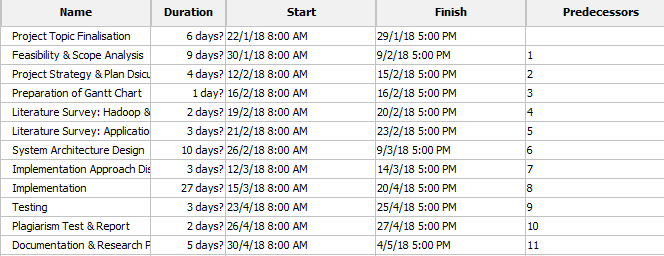 Name Duration Start Finish Predecessors
Project Topic Finalisation 6 days? 22/1/18 8:00 AM 29/1/18 5:00 PM
Feasibility & Scope Analysis 9 days? 30/1/18 8:00 AM 9/2/18 5:00 PM 1
Project Strategy & Plan Dsicu 4 days? 12/2/18 8:00 AM 15/2/18 5:00 PM 2
Preparation of Gantt Chart 1 day? 16/2/18 8:00 AM 16/2/18 5:00 PM 3
Literature Survey: Hadoop & 2 days? 19/2/18 8:00 AM 20/2/18 5:00 PM 4
Literature Survey: Applicatio 3 days? 21/2/18 8:00 AM 23/2/18 5:00 PM 5
System Architecture Design 10 days? 26/2/18 8:00 AM 9/3/18 5:00 PM 6
Implementation Approach Dis 3 days? 12/3/18 8:00 AM 14/3/18 5:00 PM 7
Implementation 27 days? 15/3/18 8:00 AM 20/4/18 5:00 PM 8
Testing 3 days? 23/4/18 8:00 AM 25/4/18 5:00 PM 9
Plagiarism Test & Report 2 days? 26/4/18 8:00 AM 27/4/18 5:00 PM 10
Documentation & Research P 5 days? 30/4/18 8:00 AM 4/5/18 5:00 PM 11